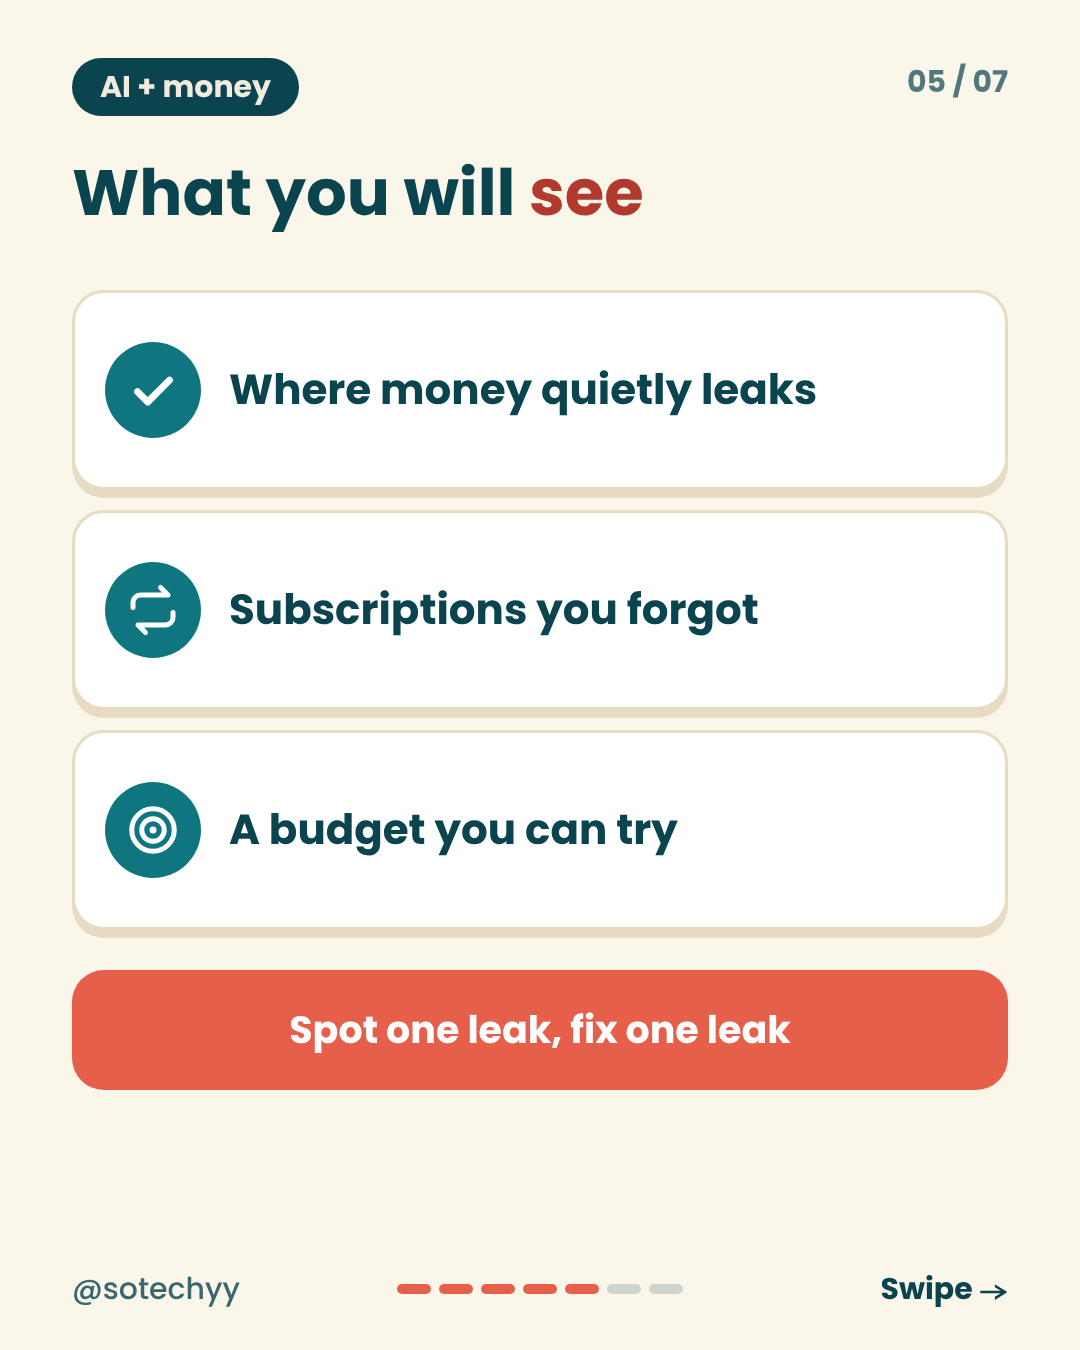 AI + money
05 / 07
What you will see
Where money quietly leaks
Subscriptions you forgot
A budget you can try
Spot one leak, fix one leak
@sotechyy
Swipe →